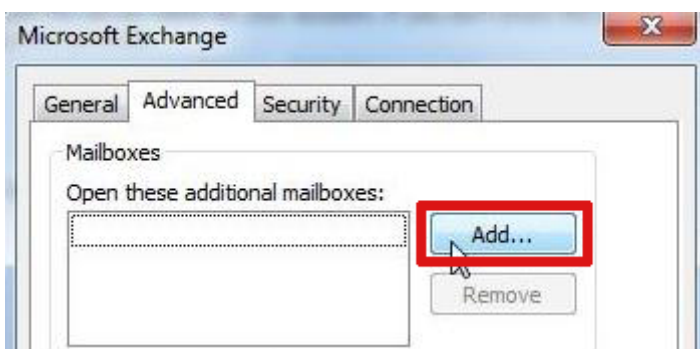 Microsoft Exchange
General Advanced Security Connection
Mailboxes
Open these additional mailboxes:
Add...
Remove